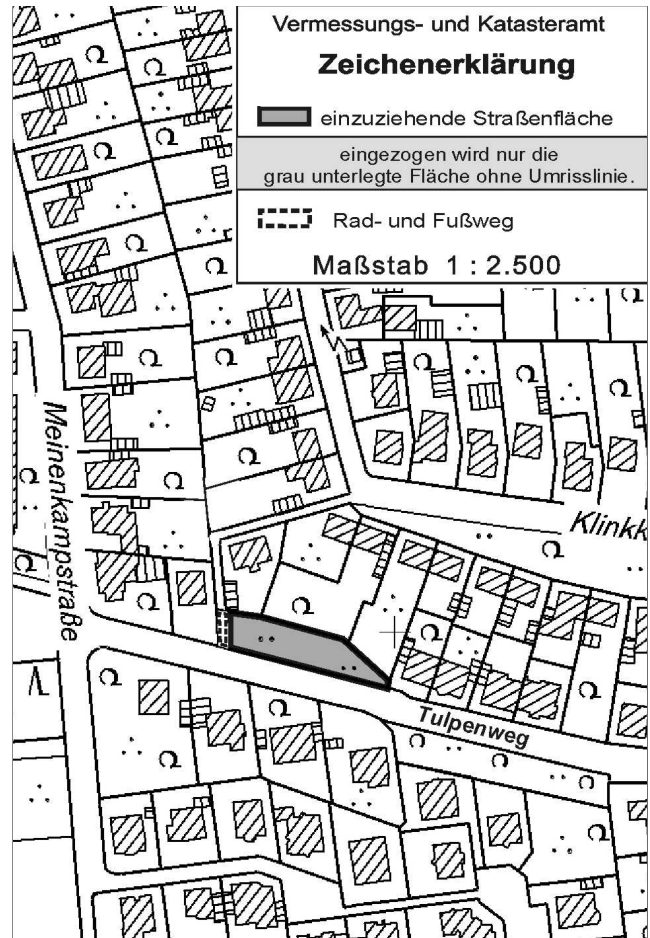 Vermessungs- und Katasteramt
Zeichenerklärung
einzuziehende Straßenfläche
eingezogen wird nur die
grau unterlegte Fläche ohne Umrisslinie.
Rad- und Fußweg
Maßstab 1 : 2.500
Meinenkampstraße
Klinkk
Tulpenweg